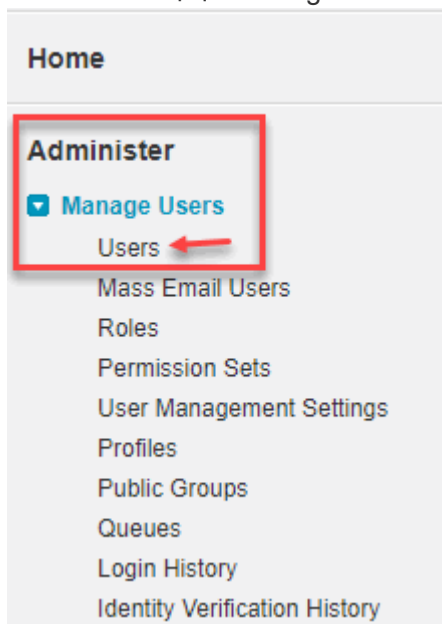 Home
Administer
Manage Users
Users
Mass Email Users
Roles
Permission Sets
User Management Settings
Profiles
Public Groups
Queues
Login History
Identity Verification History